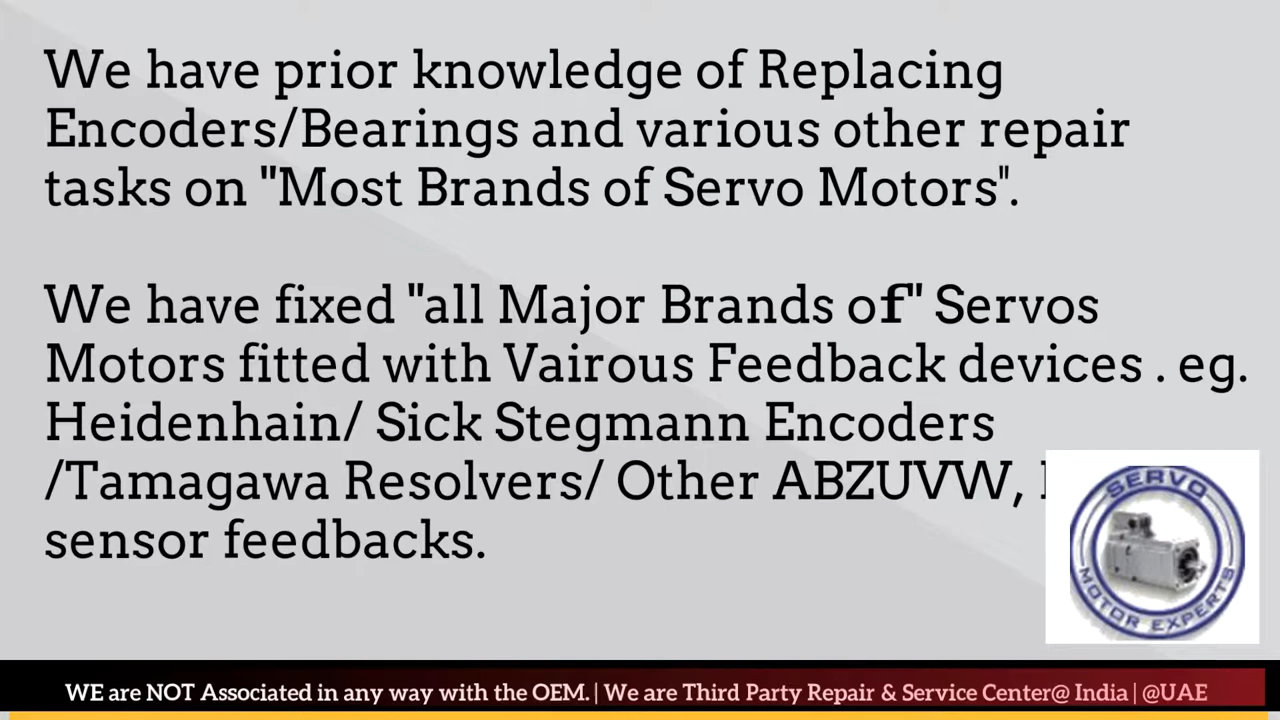 We have prior knowledge of Replacing
Encoders/Bearings and various other repair
tasks on "Most Brands of Servo Motors".
We have fixed "all Major Brands of" Servos
Motors fitted with Vairous Feedback devices . eg.
Heidenhain/ Sick Stegmann Encoders
/Tamagawa Resolvers/ Other ABZUVW,
sensor feedbacks.
SERVO
MOTOR EXPERTS
WE are NOT Associated in any way with the OEM. | We are Third Party Repair & Service Center@ India | @UAE